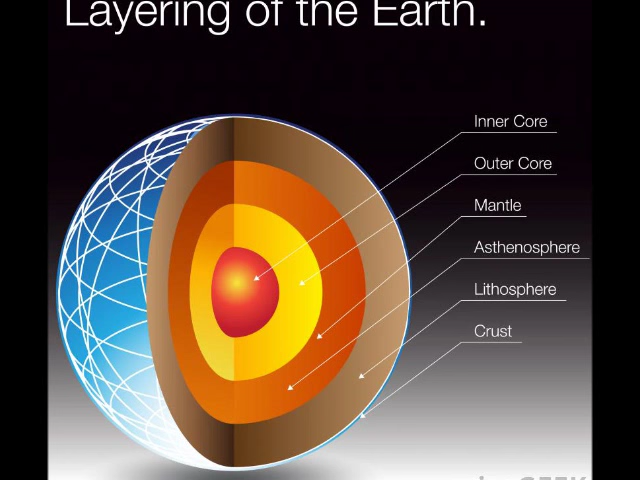 Layering of the Earth.
Inner Core
Outer Core
Mantle
Asthenosphere
Lithosphere
Crust